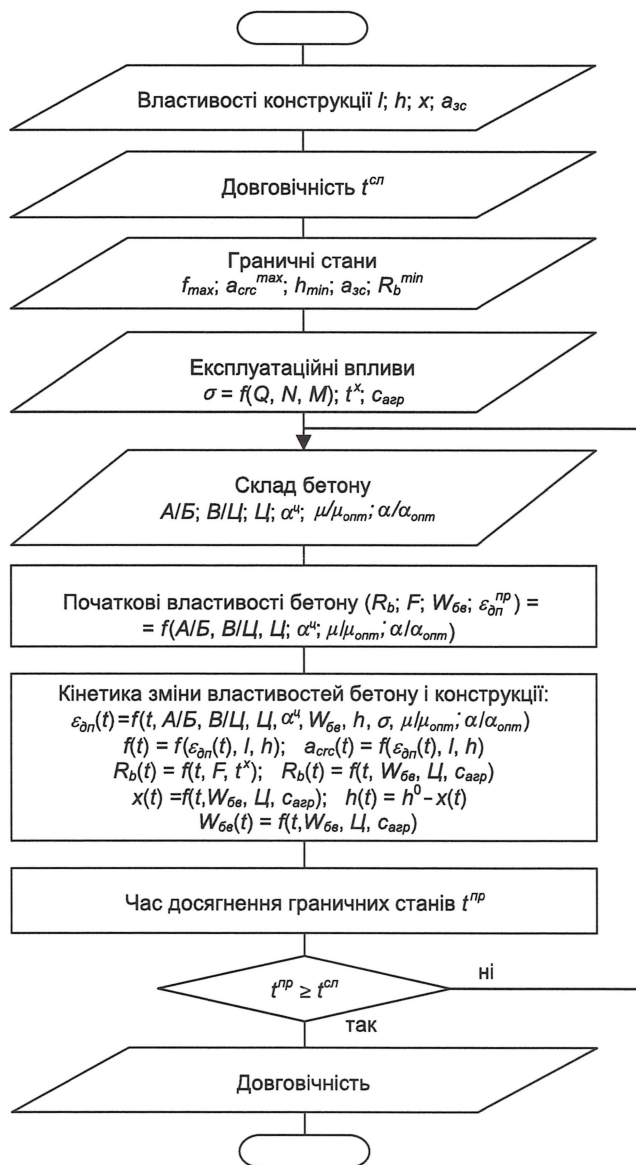 Властивості конструкції l; h; x; aзс
Довговічність tсл
Граничні стани
fmax; acrcmax; hmin; aзс; Rbmin
Експлуатаційні впливи
σ = f(Q, N, M); tx; cагр
Склад бетону
А/Б; В/Ц; Ц; αц; μ/μопт; α/αопт
Початкові властивості бетону (Rb; F; Wбв; εдппр) =
= f(А/Б, В/Ц, Ц; αц; μ/μопт; α/αопт)
Кінетика зміни властивостей бетону і конструкції:
εдп(t)=f(t, А/Б, В/Ц, Ц, αц, Wбв, h, σ, μ/μопт; α/αопт)
f(t) = f(εдп(t), l, h); acrc(t) = f(εдп(t), l, h)
Rb(t) = f(t, F, tx); Rb(t) = f(t, Wбв, Ц, cагр)
x(t) =f(t,Wбв, Ц, cагр); h(t) = h0–x(t)
Wбв(t) = f(t,Wбв, Ц, cагр)
Час досягнення граничних станів tпр
tпр ≥ tсл
ні
так
Довговічність